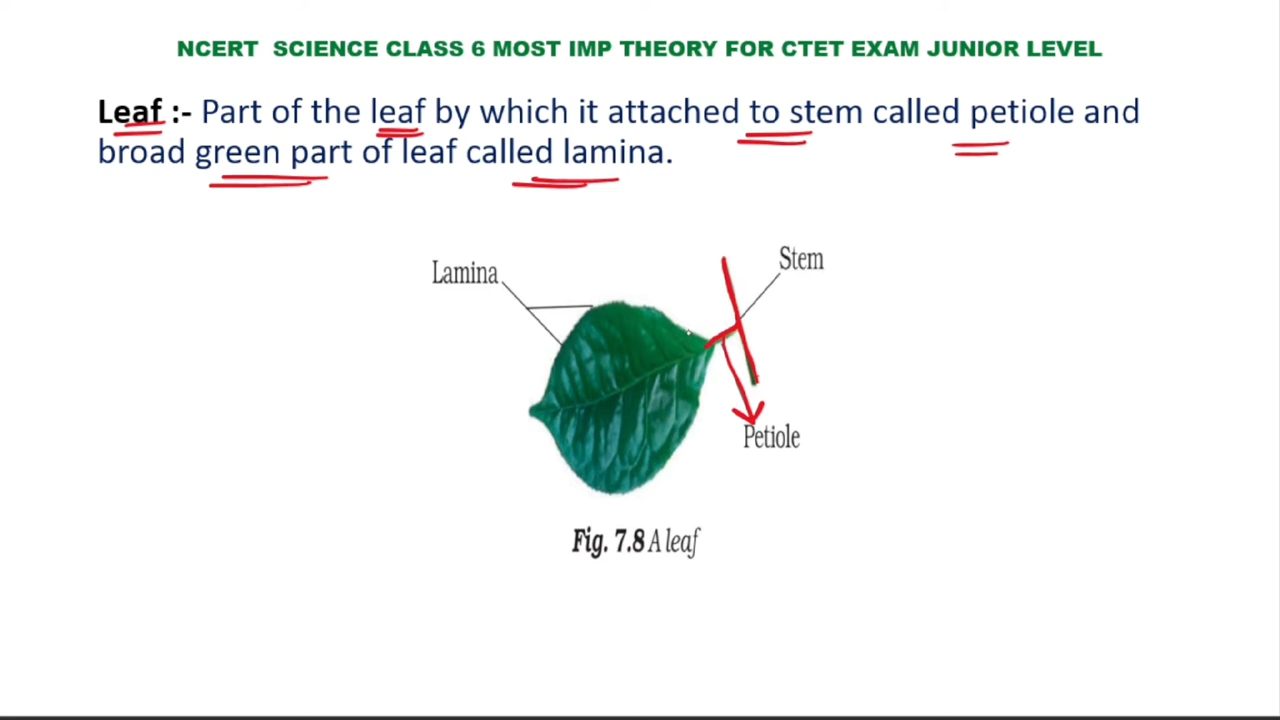 NCERT SCIENCE CLASS 6 MOST IMP THEORY FOR CTET EXAM JUNIOR LEVEL
Leaf :- Part of the leaf by which it attached to stem called petiole and
broad green part of leaf called lamina.
Stem
Lamina
Petiole
Fig. 7.8 A leaf